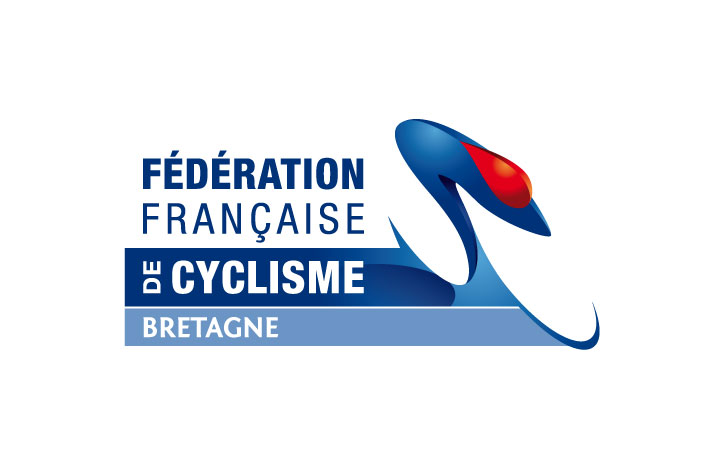 FÉDÉRATION
FRANÇAISE
DE CYCLISME
BRETAGNE